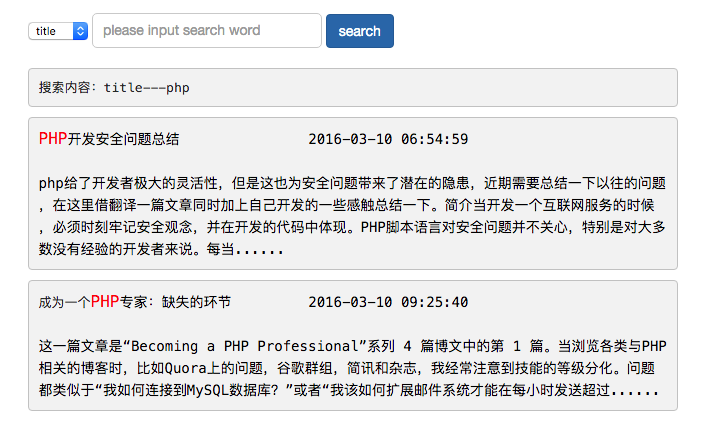 title please input search word search
搜索内容：title---php
PHP开发安全问题总结 2016-03-10 06:54:59
php给了开发者极大的灵活性，但是这也为安全问题带来了潜在的隐患，近期需要总结一下以往的问题
，在这里借翻译一篇文章同时加上自己开发的一些感触总结一下。简介当开发一个互联网服务的时候
，必须时刻牢记安全观念，并在开发的代码中体现。PHP脚本语言对安全问题并不关心，特别是对大多
数没有经验的开发者来说。每当......
成为一个PHP专家：缺失的环节 2016-03-10 09:25:40
这一篇文章是“Becoming a PHP Professional”系列 4 篇博文中的第 1 篇。当浏览各类与PHP
相关的博客时，比如Quora上的问题，谷歌群组，简讯和杂志，我经常注意到技能的等级分化。问题
都类似于“我如何连接到MySQL数据库？”或者“我该如何扩展邮件系统才能在每小时发送超过......